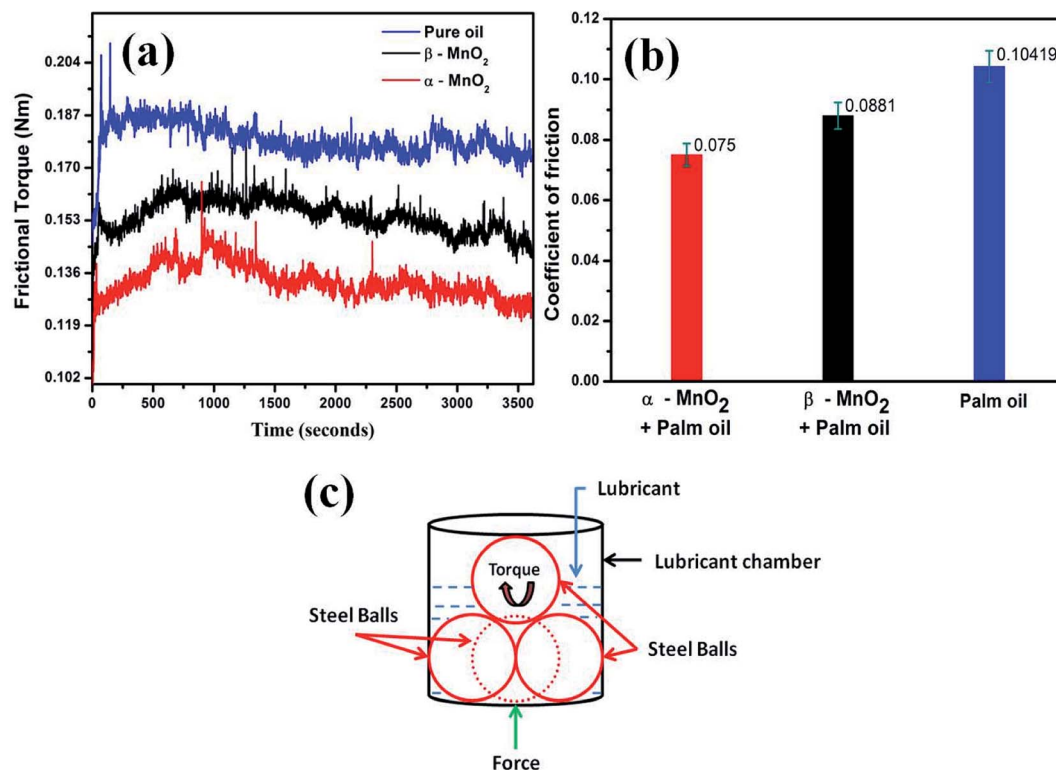 (a)
Pure oil
β - MnO₂
α - MnO₂
Frictional Torque (Nm)
0.204
0.187
0.170
0.153
0.136
0.119
0.102
0 500 1000 1500 2000 2500 3000 3500
Time (seconds)
(b)
Coefficient of friction
0.12
0.10
0.08
0.06
0.04
0.02
0.00
0.075
0.0881
0.10419
α - MnO₂
+ Palm oil
β - MnO₂
+ Palm oil
Palm oil
(c)
Lubricant
Lubricant chamber
Torque
Steel Balls
Steel Balls
Force